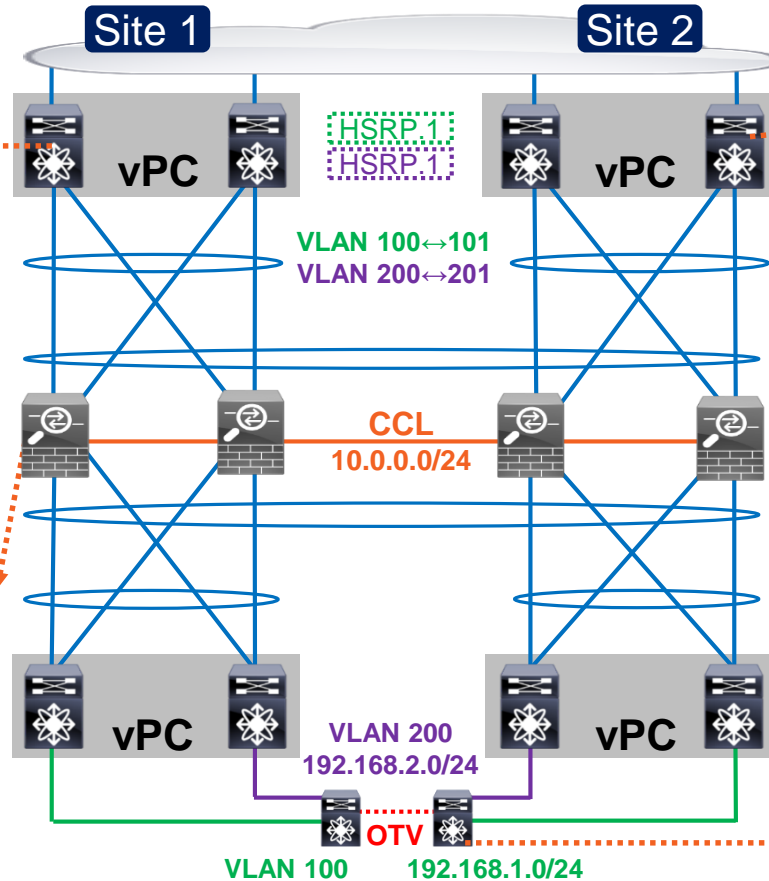 Site 1
Site 2
HSRP.1
HSRP.1
vPC
vPC
VLAN 100↔101
VLAN 200↔201
CCL
10.0.0.0/24
vPC
vPC
VLAN 200
192.168.2.0/24
OTV
VLAN 100
192.168.1.0/24